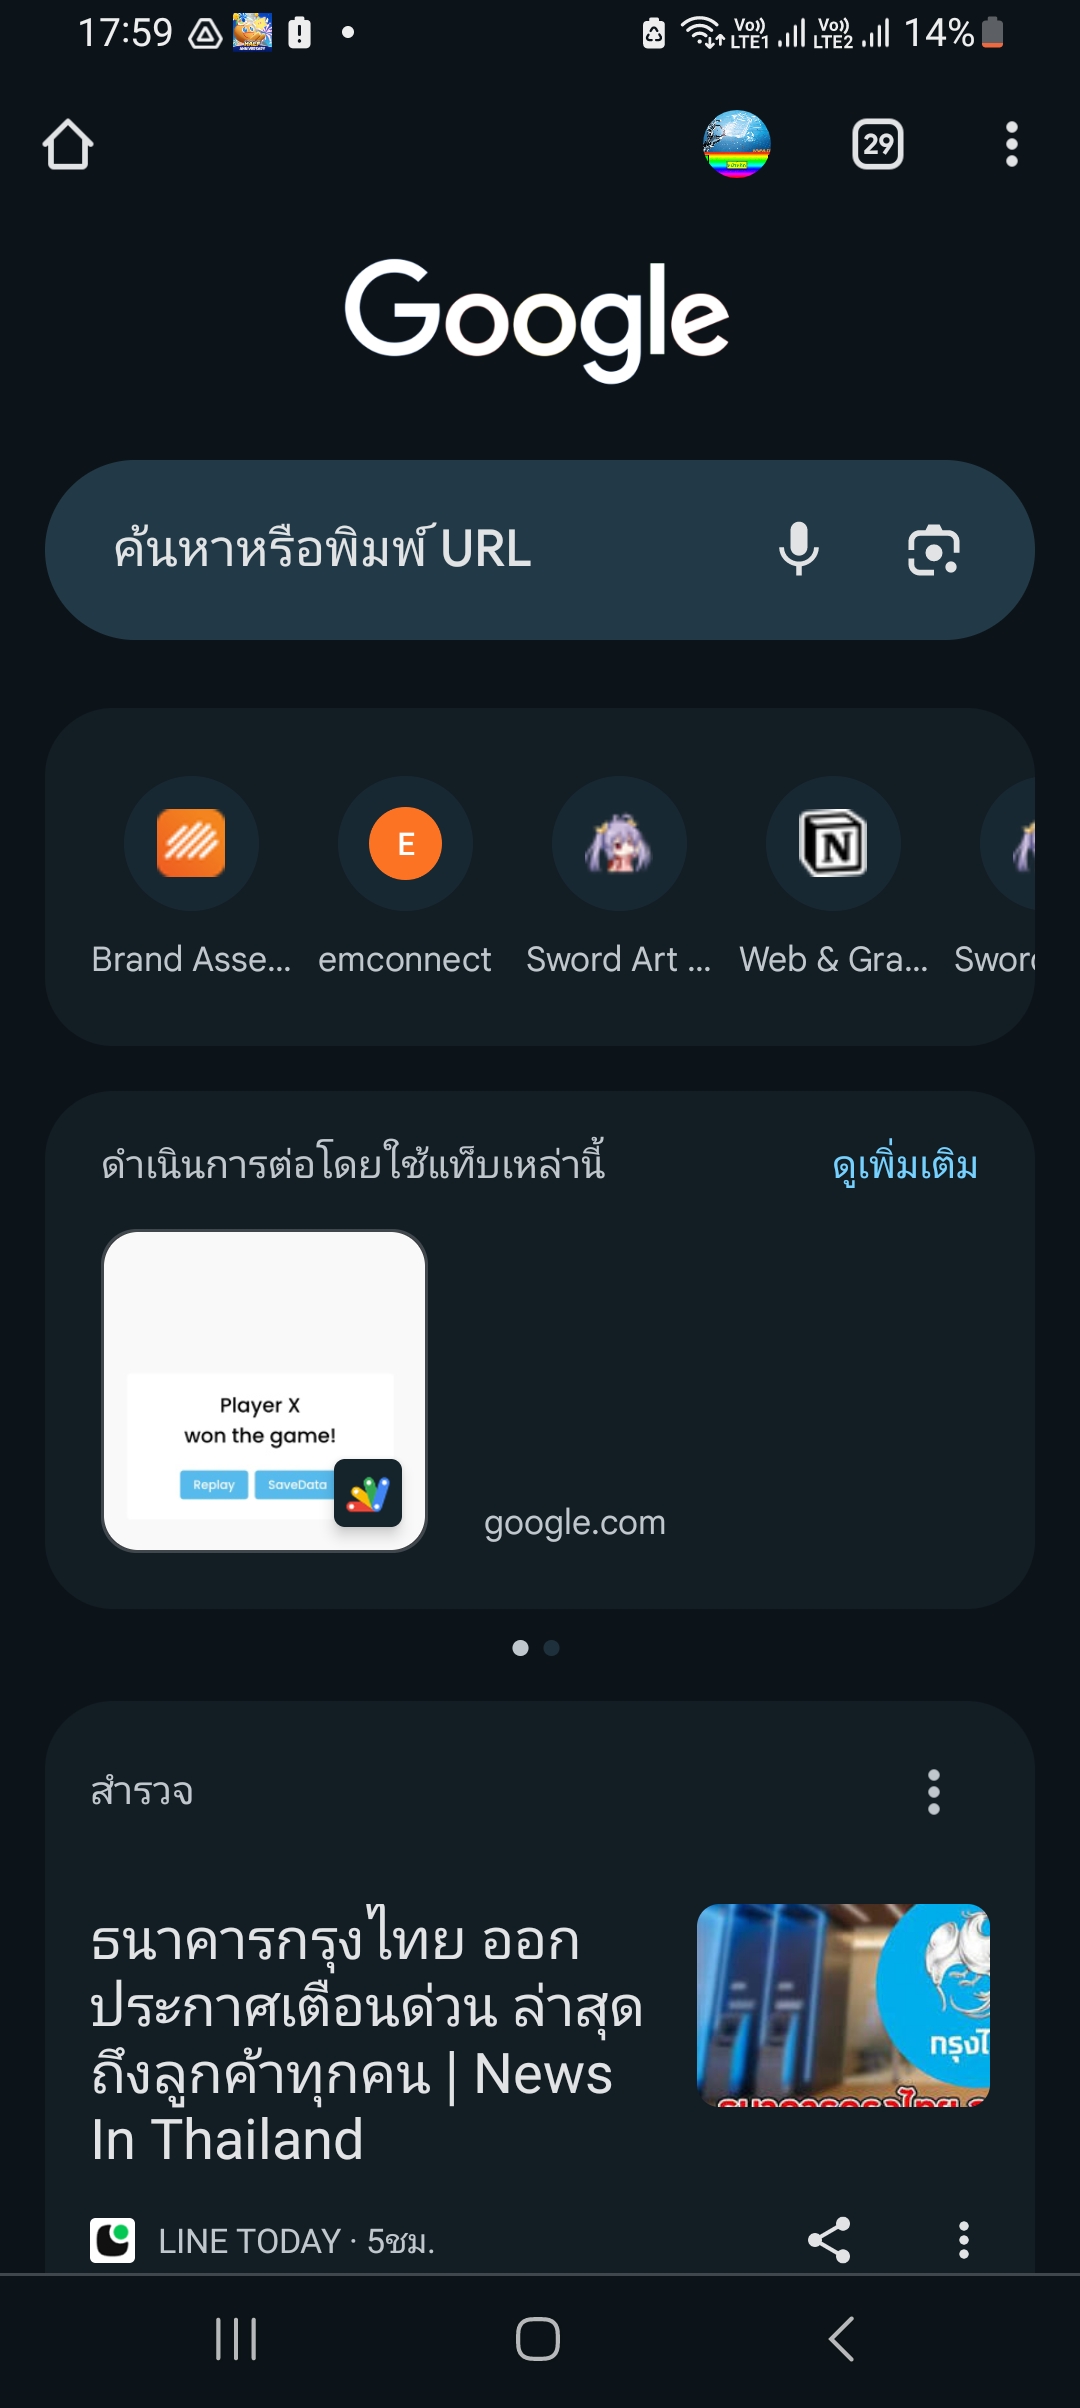 17:59
Vo)) LTE1
Vo)) LTE2
14%
29
Google
ค้นหาหรือพิมพ์ URL
E
N
Brand Asse...
emconnect
Sword Art ...
Web & Gra...
ดำเนินการต่อโดยใช้แท็บเหล่านี้
ดูเพิ่มเติม
Player X
won the game!
Replay
SaveData
google.com
สำรวจ
ธนาคารกรุงไทย ออก
ประกาศเตือนด่วน ล่าสุด
ถึงลูกค้าทุกคน | News
In Thailand
LINE TODAY · 5ชม.